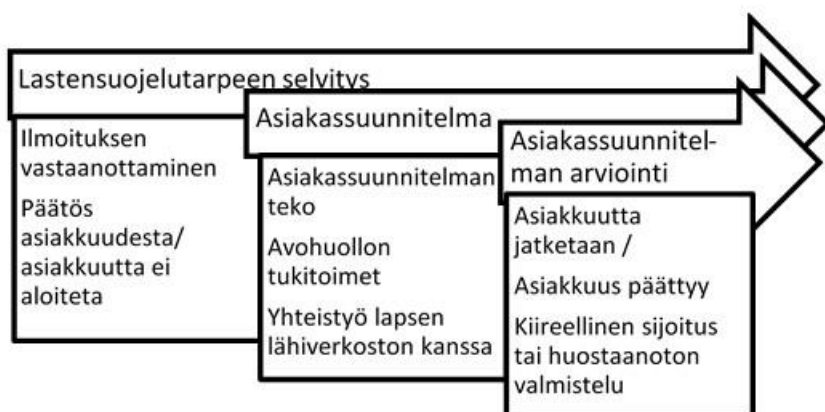 Lastensuojelutarpeen selvitys
Ilmoituksen
vastaanottaminen
Päätös
asiakkuudesta/
asiakkuutta ei
aloiteta
Asiakassuunnitelma
Asiakassuunnitelman
teko
Avohuollon
tukitoimet
Yhteistyö lapsen
lähiverkoston kanssa
Asiakassuunnitel-
man arviointi
Asiakkuutta
jatketaan /
Asiakkuus päättyy
Kiireellinen sijoitus
tai huostaanoton
valmistelu